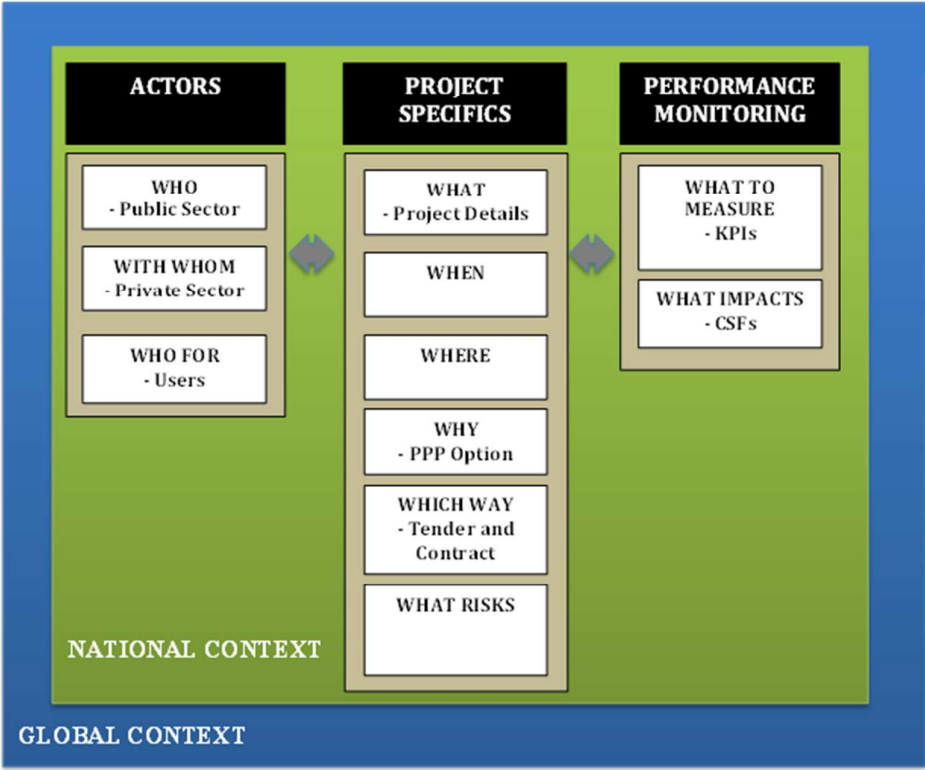 ACTORS
WHO
- Public Sector
WITH WHOM
- Private Sector
WHO FOR
- Users
PROJECT
SPECIFICS
WHAT
- Project Details
WHEN
WHERE
WHY
- PPP Option
WHICH WAY
- Tender and
Contract
WHAT RISKS
PERFORMANCE
MONITORING
WHAT TO
MEASURE
- KPIs
WHAT IMPACTS
- CSFs
NATIONAL CONTEXT
GLOBAL CONTEXT